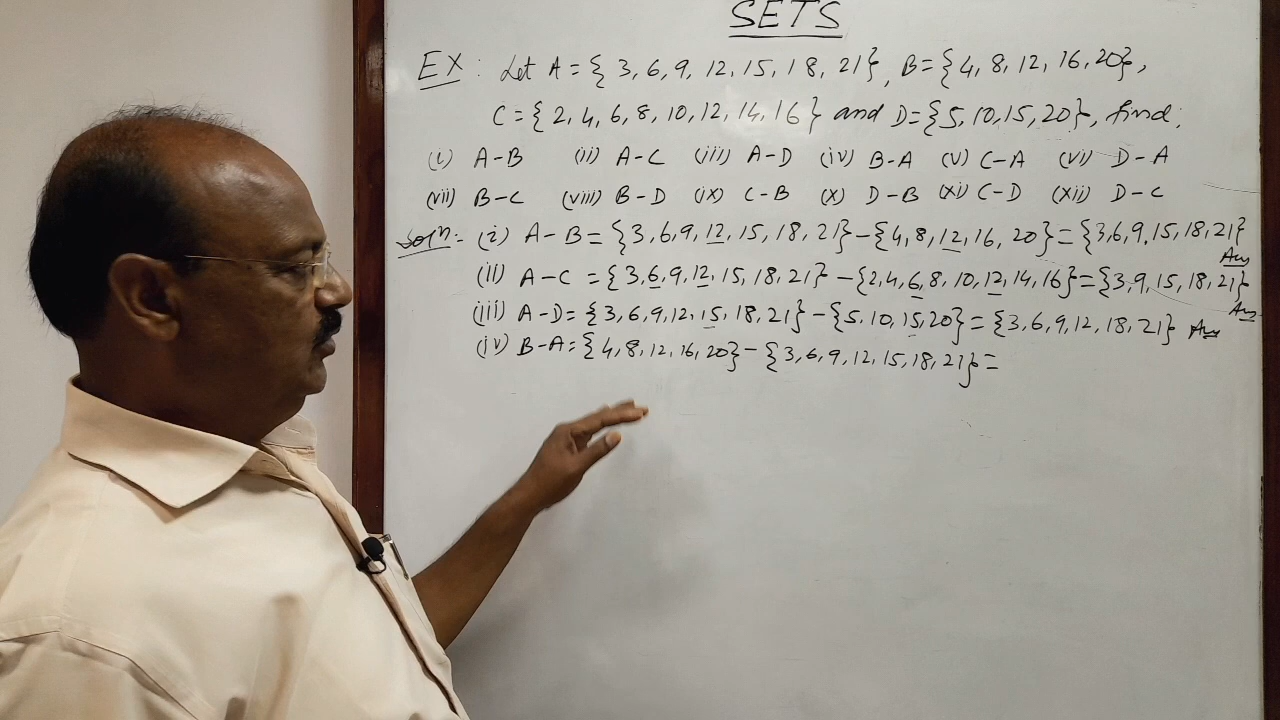 SETS
EX: Let A = {3, 6, 9, 12, 15, 18, 21}, B = {4, 8, 12, 16, 20},
C = {2, 4, 6, 8, 10, 12, 14, 16} and D = {5, 10, 15, 20}, find;
(i) A-B (ii) A-C (iii) A-D (iv) B-A (v) C-A (vi) D-A
(vii) B-C (viii) B-D (ix) C-B (x) D-B (xi) C-D (xii) D-C
Solⁿ:- (i) A-B = {3, 6, 9, 12, 15, 18, 21} - {4, 8, 12, 16, 20} = {3, 6, 9, 15, 18, 21}
Ans
(ii) A-C = {3, 6, 9, 12, 15, 18, 21} - {2, 4, 6, 8, 10, 12, 14, 16} = {3, 9, 15, 18, 21}
Ans
(iii) A-D = {3, 6, 9, 12, 15, 18, 21} - {5, 10, 15, 20} = {3, 6, 9, 12, 18, 21} Ans
(iv) B-A = {4, 8, 12, 16, 20} - {3, 6, 9, 12, 15, 18, 21} =